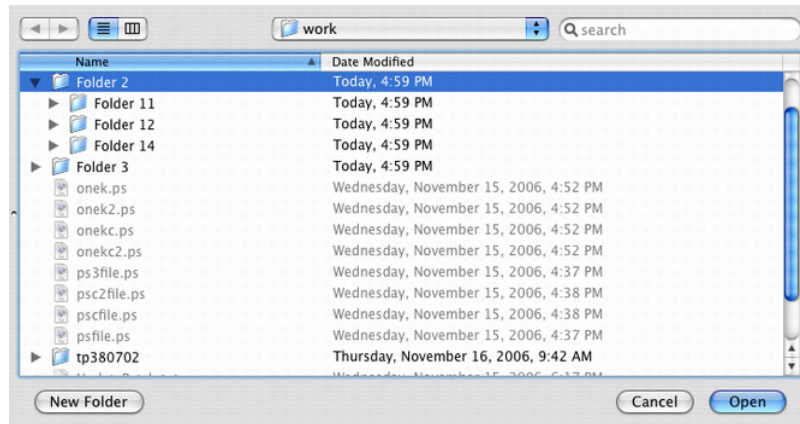 work search
Name Date Modified
Folder 2 Today, 4:59 PM
Folder 11 Today, 4:59 PM
Folder 12 Today, 4:59 PM
Folder 14 Today, 4:59 PM
Folder 3 Today, 4:59 PM
onek.ps Wednesday, November 15, 2006, 4:52 PM
onek2.ps Wednesday, November 15, 2006, 4:52 PM
onekc.ps Wednesday, November 15, 2006, 4:52 PM
onekc2.ps Wednesday, November 15, 2006, 4:52 PM
ps3file.ps Wednesday, November 15, 2006, 4:37 PM
psc2file.ps Wednesday, November 15, 2006, 4:38 PM
pscfile.ps Wednesday, November 15, 2006, 4:38 PM
psfile.ps Wednesday, November 15, 2006, 4:37 PM
tp380702 Thursday, November 16, 2006, 9:42 AM
New Folder Cancel Open